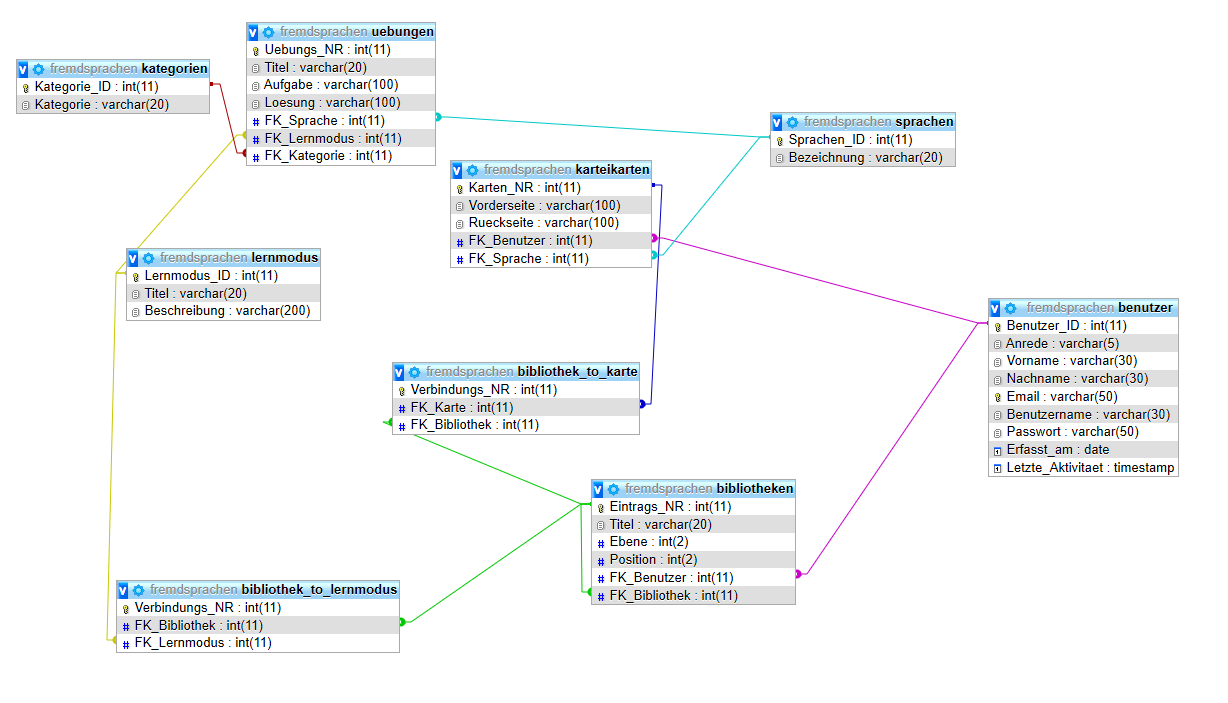 fremdsprachen uebungen
Uebungs_NR : int(11)
Titel : varchar(20)
Aufgabe : varchar(100)
Loesung : varchar(100)
FK_Sprache : int(11)
FK_Lernmodus : int(11)
FK_Kategorie : int(11)
fremdsprachen kategorien
Kategorie_ID : int(11)
Kategorie : varchar(20)
fremdsprachen sprachen
Sprachen_ID : int(11)
Bezeichnung : varchar(20)
fremdsprachen karteikarten
Karten_NR : int(11)
Vorderseite : varchar(100)
Rueckseite : varchar(100)
FK_Benutzer : int(11)
FK_Sprache : int(11)
fremdsprachen lernmodus
Lernmodus_ID : int(11)
Titel : varchar(20)
Beschreibung : varchar(200)
fremdsprachen benutzer
Benutzer_ID : int(11)
Anrede : varchar(5)
Vorname : varchar(30)
Nachname : varchar(30)
Email : varchar(50)
Benutzername : varchar(30)
Passwort : varchar(50)
Erfasst_am : date
Letzte_Aktivitaet : timestamp
fremdsprachen bibliothek_to_karte
Verbindungs_NR : int(11)
FK_Karte : int(11)
FK_Bibliothek : int(11)
fremdsprachen bibliotheken
Eintrags_NR : int(11)
Titel : varchar(20)
Ebene : int(2)
Position : int(2)
FK_Benutzer : int(11)
FK_Bibliothek : int(11)
fremdsprachen bibliothek_to_lernmodus
Verbindungs_NR : int(11)
FK_Bibliothek : int(11)
FK_Lernmodus : int(11)